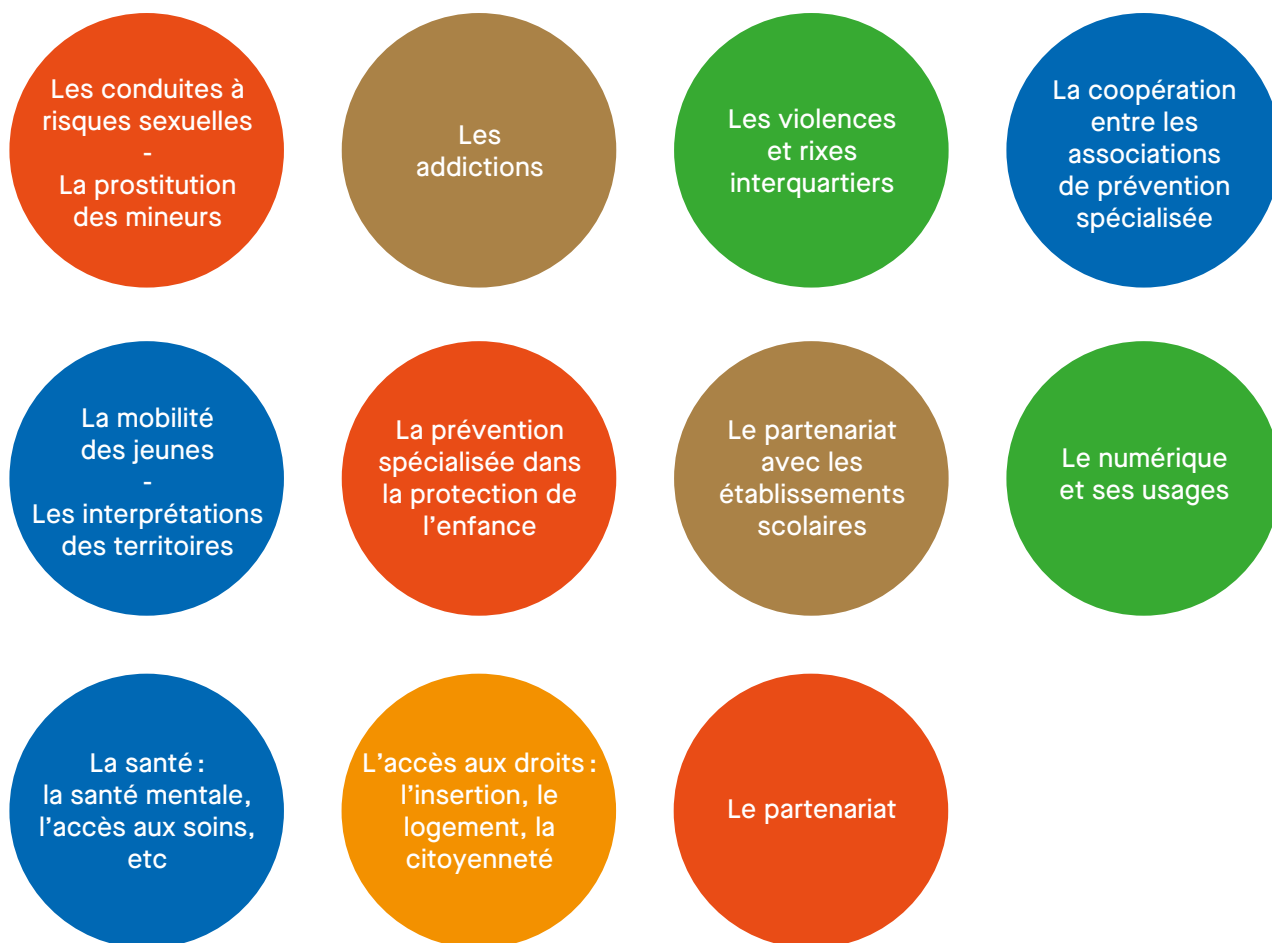 Les conduites à
risques sexuelles
-
La prostitution
des mineurs
Les
addictions
Les violences
et rixes
interquartiers
La coopération
entre les
associations
de prévention
spécialisée
La mobilité
des jeunes
-
Les interprétations
des territoires
La prévention
spécialisée dans
la protection de
l’enfance
Le partenariat
avec les
établissements
scolaires
Le numérique
et ses usages
La santé :
la santé mentale,
l’accès aux soins,
etc
L’accès aux droits :
l’insertion, le
logement, la
citoyenneté
Le partenariat